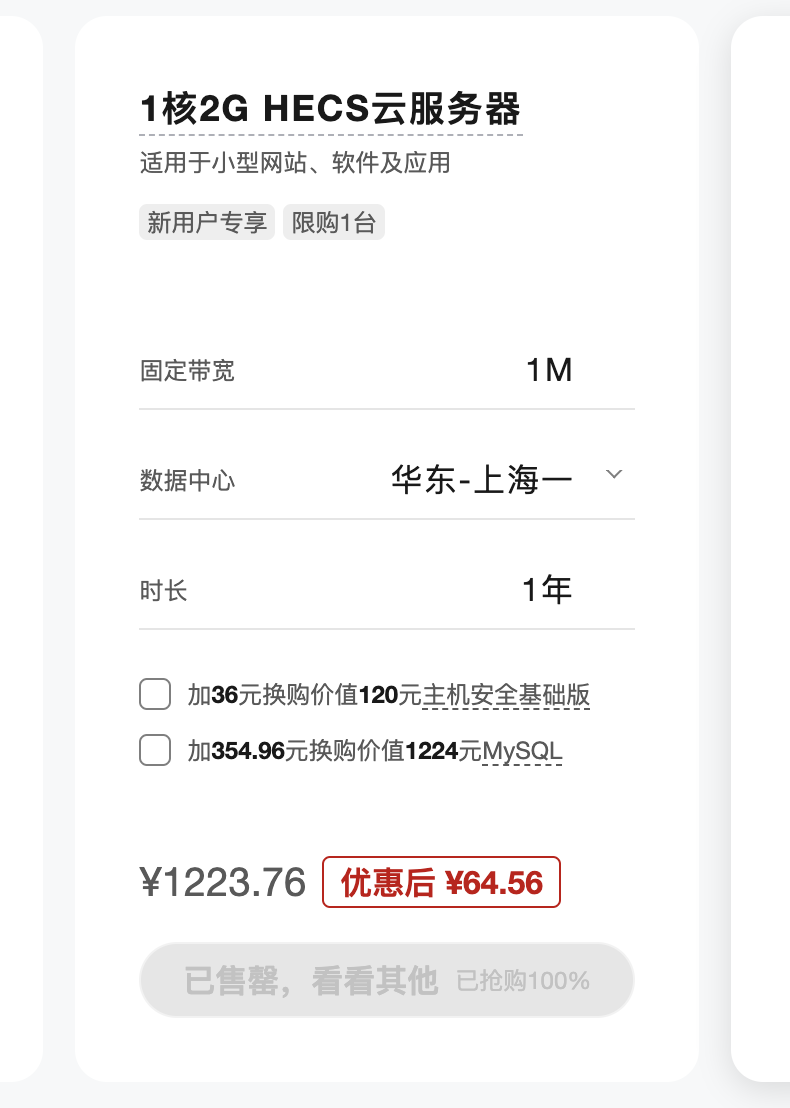 1核2G HECS云服务器
适用于小型网站、软件及应用
新用户专享 限购1台
固定带宽 1M
数据中心 华东-上海一
时长 1年
加36元换购价值120元主机安全基础版
加354.96元换购价值1224元MySQL
¥1223.76 优惠后 ¥64.56
已售罄，看看其他 已抢购100%